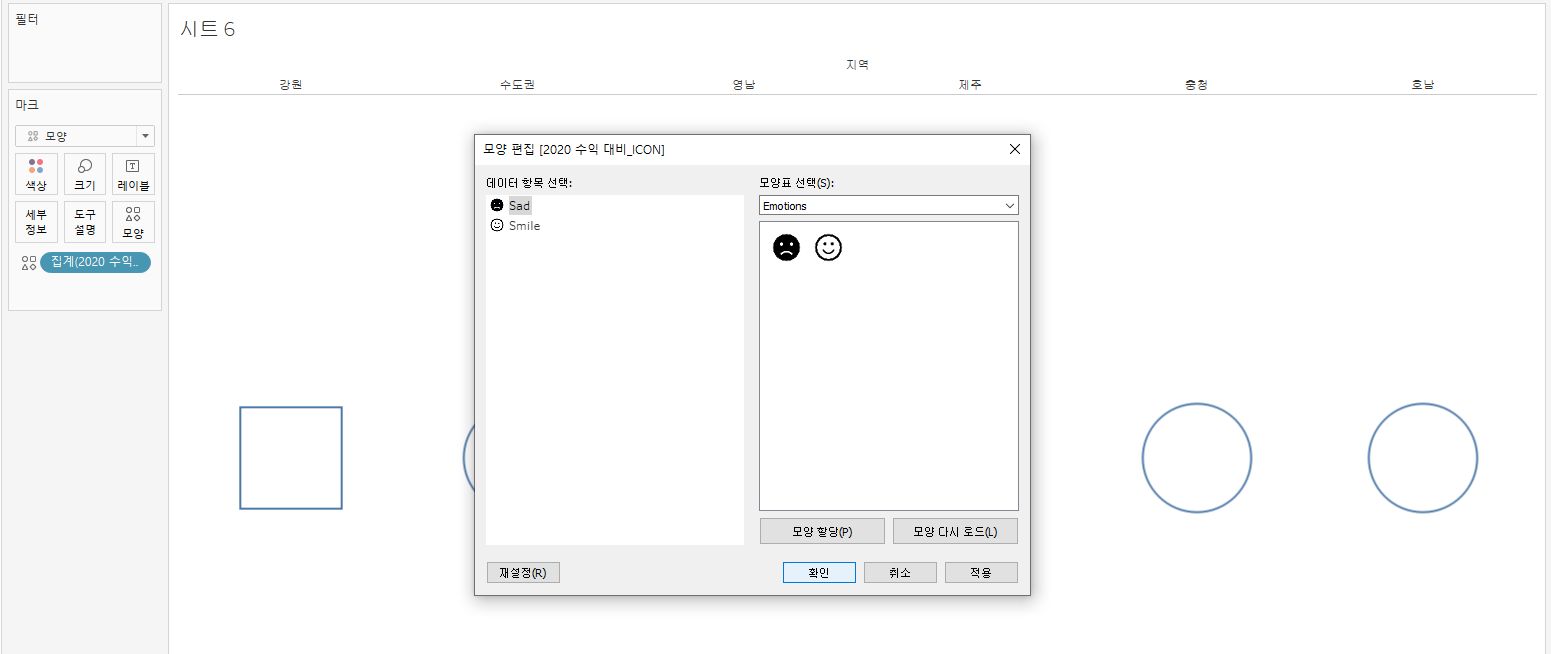 필터
시트 6
지역
강원 수도권 영남 제주 충청 호남
마크
모양
색상 크기 레이블
세부 정보 도구 설명 모양
집계(2020 수익..
모양 편집 [2020 수익 대비_ICON]
데이터 항목 선택:
Sad
Smile
모양표 선택(S):
Emotions
모양 할당(P) 모양 다시 로드(L)
재설정(R) 확인 취소 적용